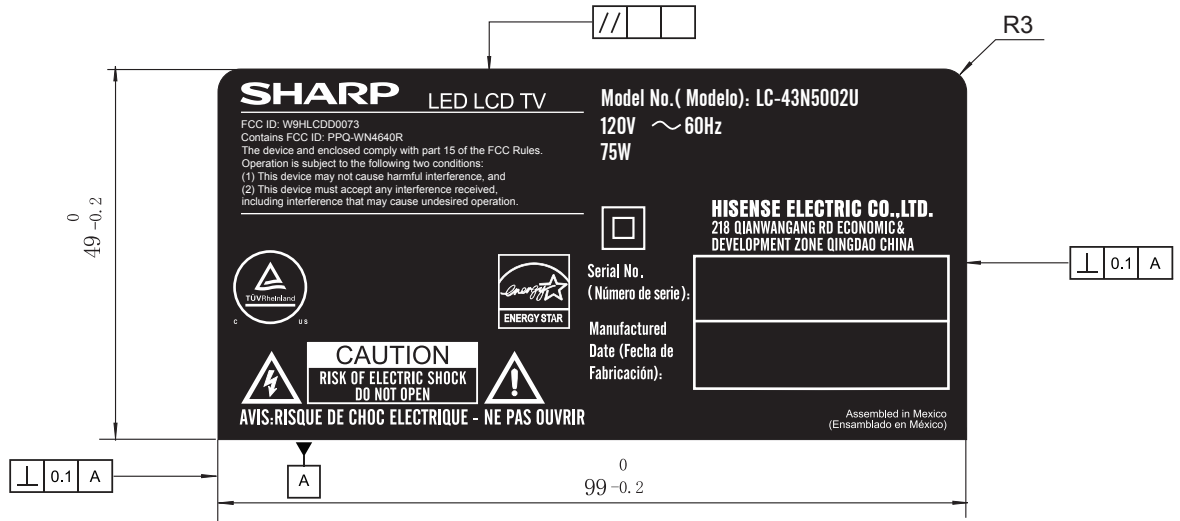 //
R3
SHARP LED LCD TV
FCC ID: W9HLCDD0073
Contains FCC ID: PPQ-WN4640R
The device and enclosed comply with part 15 of the FCC Rules.
Operation is subject to the following two conditions:
(1) This device may not cause harmful interference, and
(2) This device must accept any interference received,
including interference that may cause undesired operation.
Model No.( Modelo): LC-43N5002U
120V ~ 60Hz
75W
HISENSE ELECTRIC CO.,LTD.
218 QIANWANGANG RD ECONOMIC &
DEVELOPMENT ZONE QINGDAO CHINA
Serial No.
(Número de serie):
Manufactured
Date (Fecha de
Fabricación):
TÜVRheinland
C US
energy
ENERGY STAR
CAUTION
RISK OF ELECTRIC SHOCK
DO NOT OPEN
AVIS:RISQUE DE CHOC ELECTRIQUE - NE PAS OUVRIR
Assembled in Mexico
(Ensamblado en México)
0
49-0.2
⊥ 0.1 A
⊥ 0.1 A
A
0
99-0.2